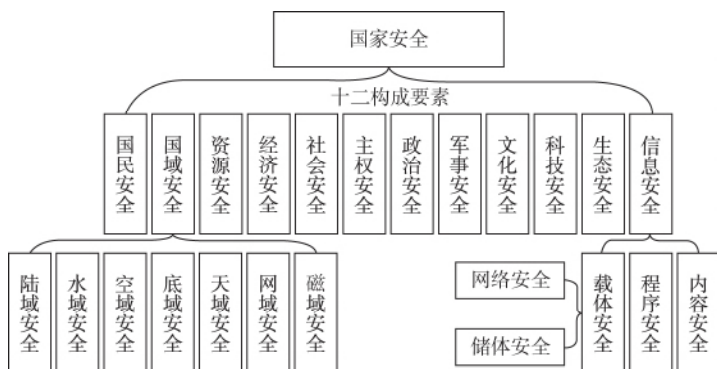 国家安全
十二构成要素
国民安全
国域安全
资源安全
经济安全
社会安全
主权安全
政治安全
军事安全
文化安全
科技安全
生态安全
信息安全
陆域安全
水域安全
空域安全
底域安全
天域安全
网域安全
磁域安全
网络安全
储体安全
载体安全
程序安全
内容安全